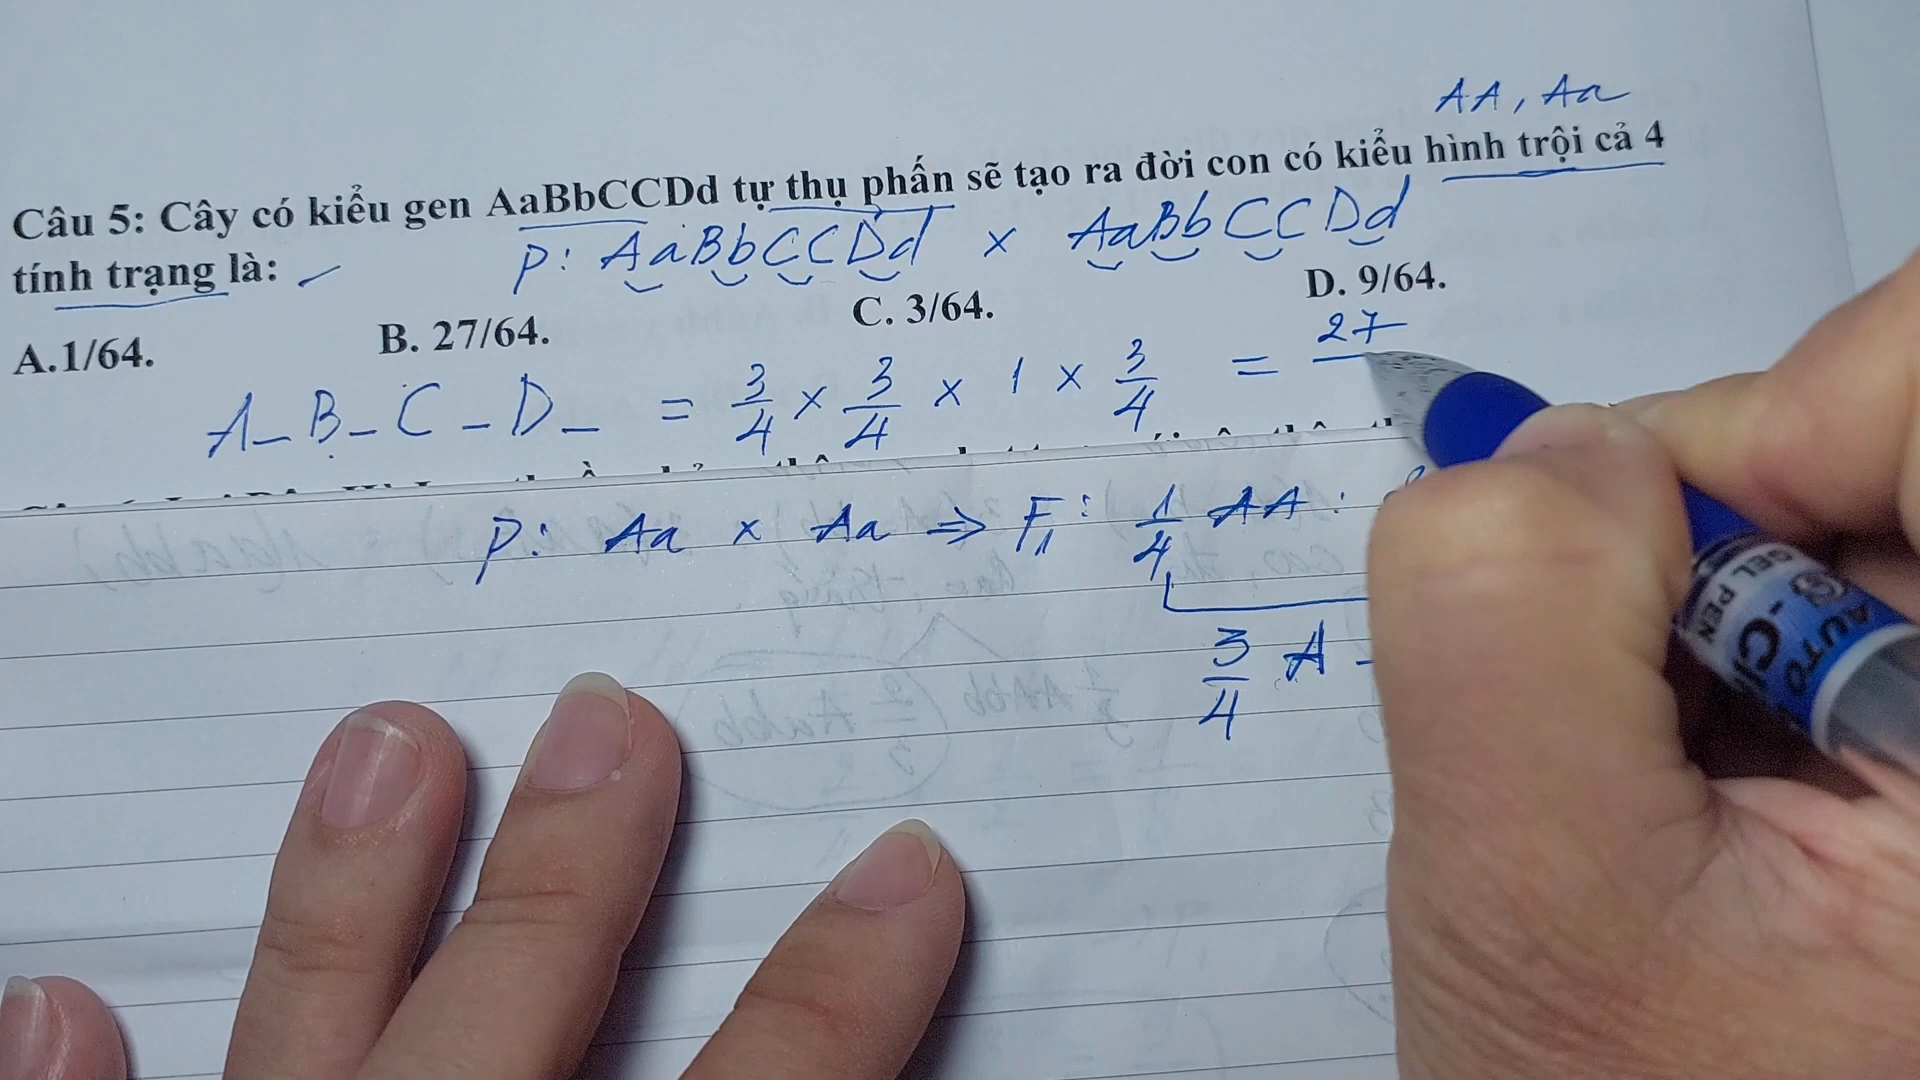 AA, Aa
Câu 5: Cây có kiểu gen AaBbCCDd tự thụ phấn sẽ tạo ra đời con có kiểu hình trội cả 4
tính trạng là:
P: AaBbCCDd x AaBbCCDd
A.1/64. B. 27/64. C. 3/64. D. 9/64.
A_B_C_D_ = 3/4 x 3/4 x 1 x 3/4 = 27
P: Aa x Aa => F1: 1/4 AA:
3/4 A-
AUTO
GEL PEN